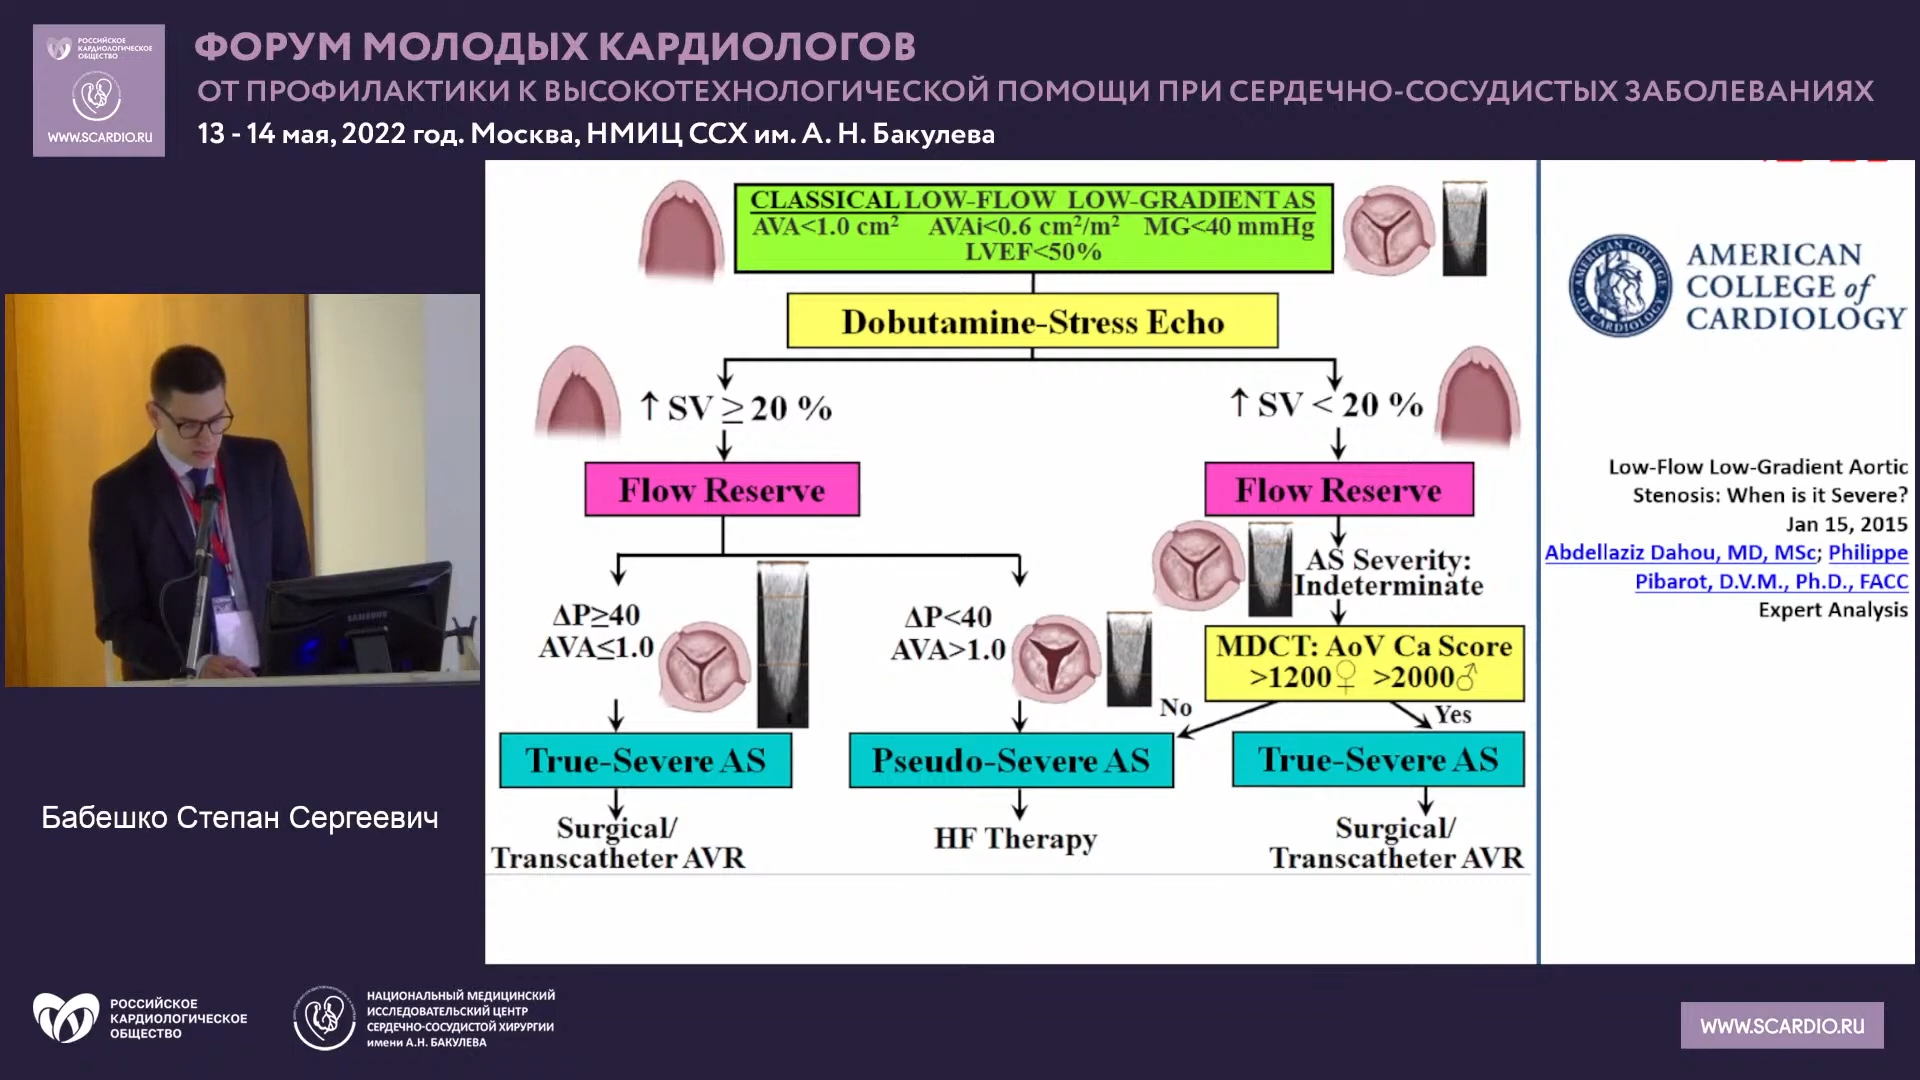 РОССИЙСКОЕ
КАРДИОЛОГИЧЕСКОЕ
ОБЩЕСТВО
WWW.SCARDIO.RU
ФОРУМ МОЛОДЫХ КАРДИОЛОГОВ
ОТ ПРОФИЛАКТИКИ К ВЫСОКОТЕХНОЛОГИЧЕСКОЙ ПОМОЩИ ПРИ СЕРДЕЧНО-СОСУДИСТЫХ ЗАБОЛЕВАНИЯХ
13 - 14 мая, 2022 год. Москва, НМИЦ ССХ им. А. Н. Бакулева
CLASSICAL LOW-FLOW LOW-GRADIENT AS
AVA<1.0 cm² AVAi<0.6 cm²/m² MG<40 mmHg
LVEF<50%
Dobutamine-Stress Echo
↑ SV ≥ 20 %
↑ SV < 20 %
Flow Reserve
Flow Reserve
AS Severity:
Indeterminate
ΔP≥40
AVA≤1.0
ΔP<40
AVA>1.0
MDCT: AoV Ca Score
>1200♀ >2000♂
No
Yes
True-Severe AS
Pseudo-Severe AS
True-Severe AS
Surgical/
Transcatheter AVR
HF Therapy
Surgical/
Transcatheter AVR
AMERICAN COLLEGE OF CARDIOLOGY
AMERICAN
COLLEGE of
CARDIOLOGY
Low-Flow Low-Gradient Aortic
Stenosis: When is it Severe?
Jan 15, 2015
Abdellaziz Dahou, MD, MSc; Philippe
Pibarot, D.V.M., Ph.D., FACC
Expert Analysis
SAMSUNG
Бабешко Степан Сергеевич
РОССИЙСКОЕ
КАРДИОЛОГИЧЕСКОЕ
ОБЩЕСТВО
НАЦИОНАЛЬНЫЙ МЕДИЦИНСКИЙ
ИССЛЕДОВАТЕЛЬСКИЙ ЦЕНТР
СЕРДЕЧНО-СОСУДИСТОЙ ХИРУРГИИ
имени А.Н. БАКУЛЕВА
WWW.SCARDIO.RU